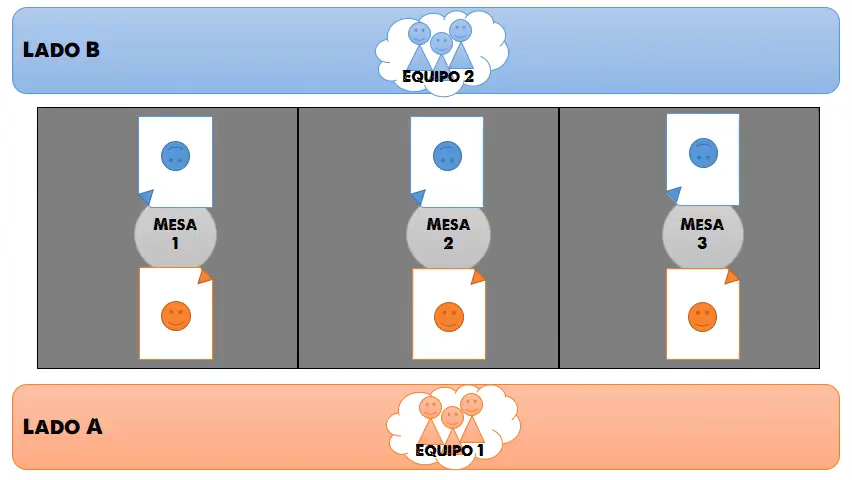 LADO B
EQUIPO 2
MESA
1
MESA
2
MESA
3
LADO A
EQUIPO 1